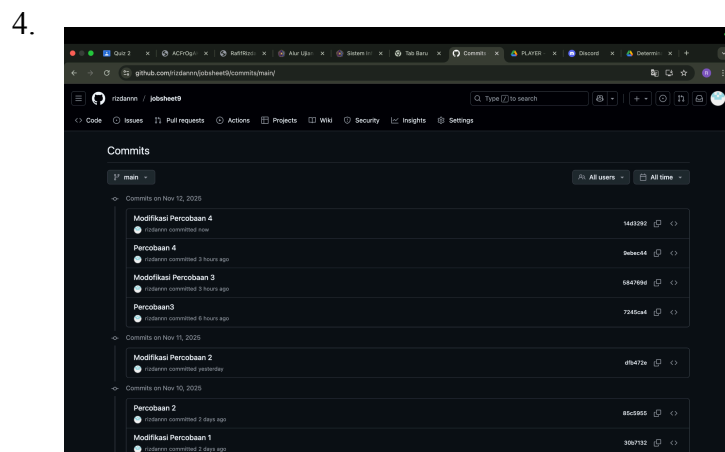 4.
Quiz 2
ACFrOgA
RafifRizd
Alur Ujian
Sistem In
Tab Baru
Commits
PLAYER
Discord
Determin
github.com/rizdannn/jobsheet9/commits/main/
rizdannn / jobsheet9
Type / to search
Code Issues Pull requests Actions Projects Wiki Security Insights Settings
Commits
main
All users
All time
Commits on Nov 12, 2025
Modifikasi Percobaan 4
rizdannn committed now
14d3292
Percobaan 4
rizdannn committed 3 hours ago
9ebec44
Modofikasi Percobaan 3
rizdannn committed 3 hours ago
584769d
Percobaan3
rizdannn committed 6 hours ago
7245ca4
Commits on Nov 11, 2025
Modifikasi Percobaan 2
rizdannn committed yesterday
dfb472e
Commits on Nov 10, 2025
Percobaan 2
rizdannn committed 2 days ago
85c5955
Modifikasi Percobaan 1
rizdannn committed 2 days ago
30b7132